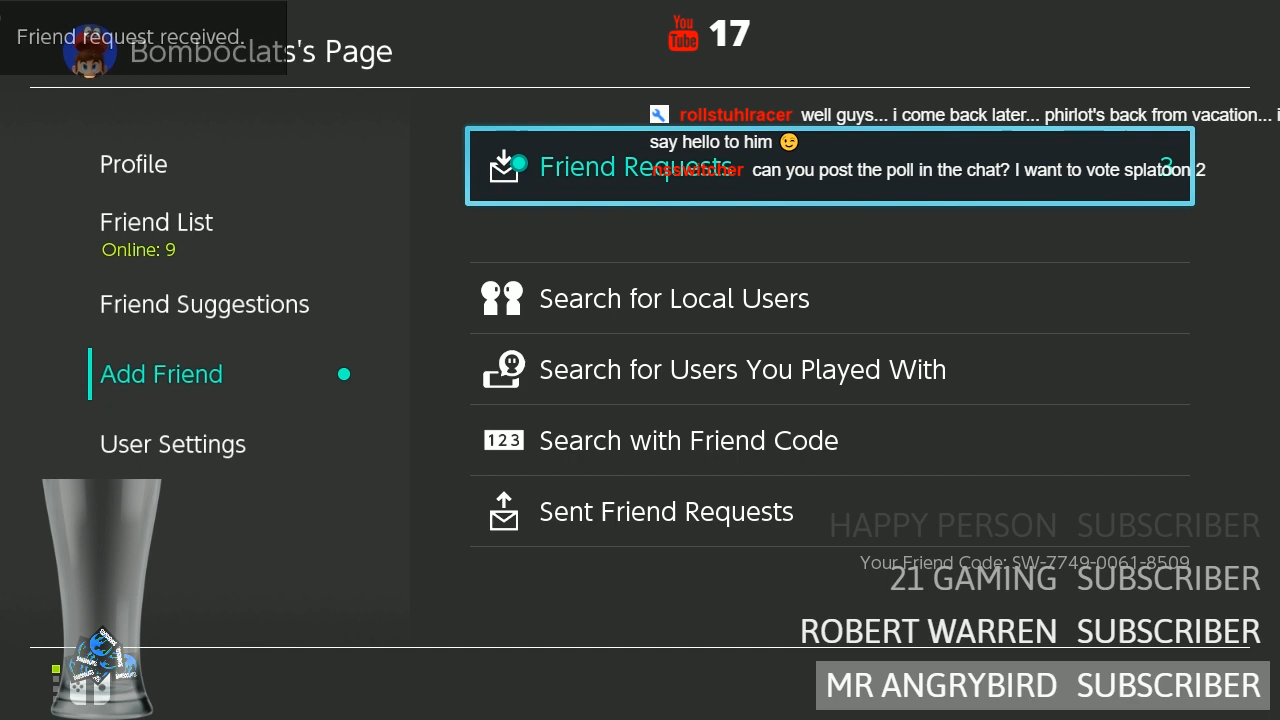 Friend request received.
Bomboclats's Page
You
Tube 17
rollstuhlracer well guys... i come back later... phirlot's back from vacation... i
say hello to him 😉
Profile
Friend Requests
nsswitcher can you post the poll in the chat? I want to vote splatoon 2
Friend List
Online: 9
Search for Local Users
Friend Suggestions
Search for Users You Played With
Add Friend
123 Search with Friend Code
User Settings
Sent Friend Requests
HAPPY PERSON SUBSCRIBER
Your Friend Code: SW-7749-0061-8509
21 GAMING SUBSCRIBER
ROBERT WARREN SUBSCRIBER
MR ANGRYBIRD SUBSCRIBER